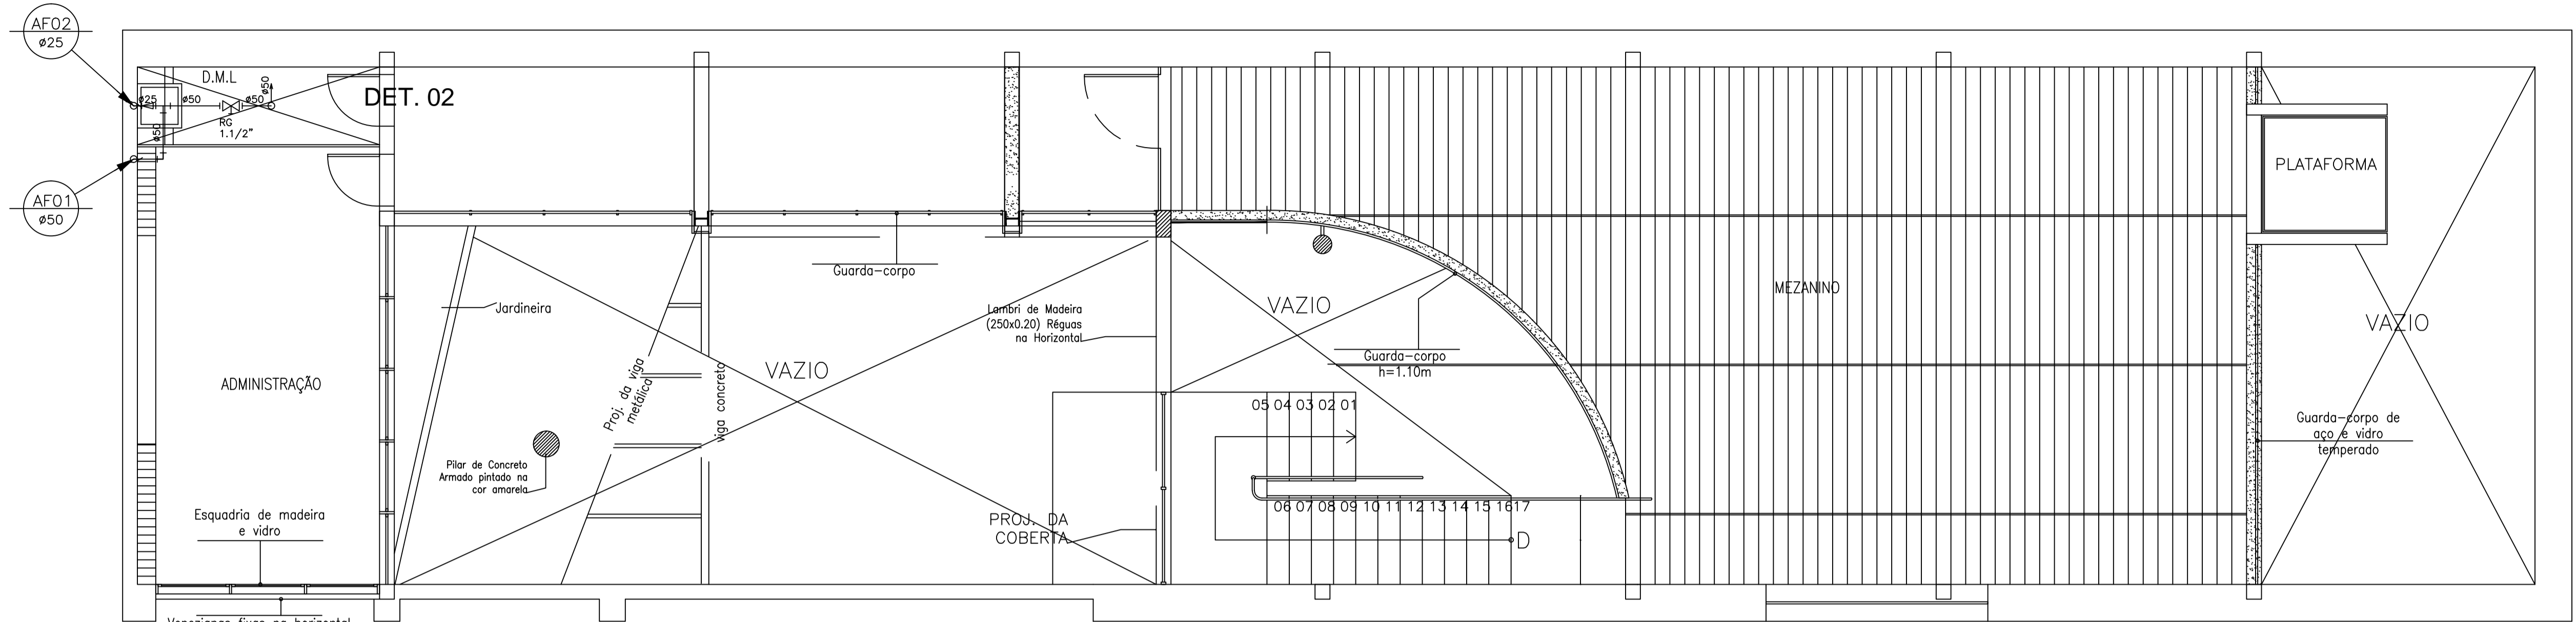 AF02
ø25
D.M.L
DET. 02
ø25
ø50
ø50
ø50
RG
1.1/2"
ø50
AF01
ø50
PLATAFORMA
Guarda-corpo
Jardineira
Lambri de Madeira
(250x0.20) Réguas
na Horizontal
VAZIO
MEZANINO
VAZIO
Guarda-corpo
h=1.10m
VAZIO
Proj. da viga
metálica
viga concreto
ADMINISTRAÇÃO
05 04 03 02 01
Guarda-corpo de
aço e vidro
temperado
Pilar de Concreto
Armado pintado na
cor amarela
Esquadria de madeira
e vidro
PROJ. DA
COBERTA
06 07 08 09 10 11 12 13 14 15 16 17
D
Venezianas fixas na horizontal